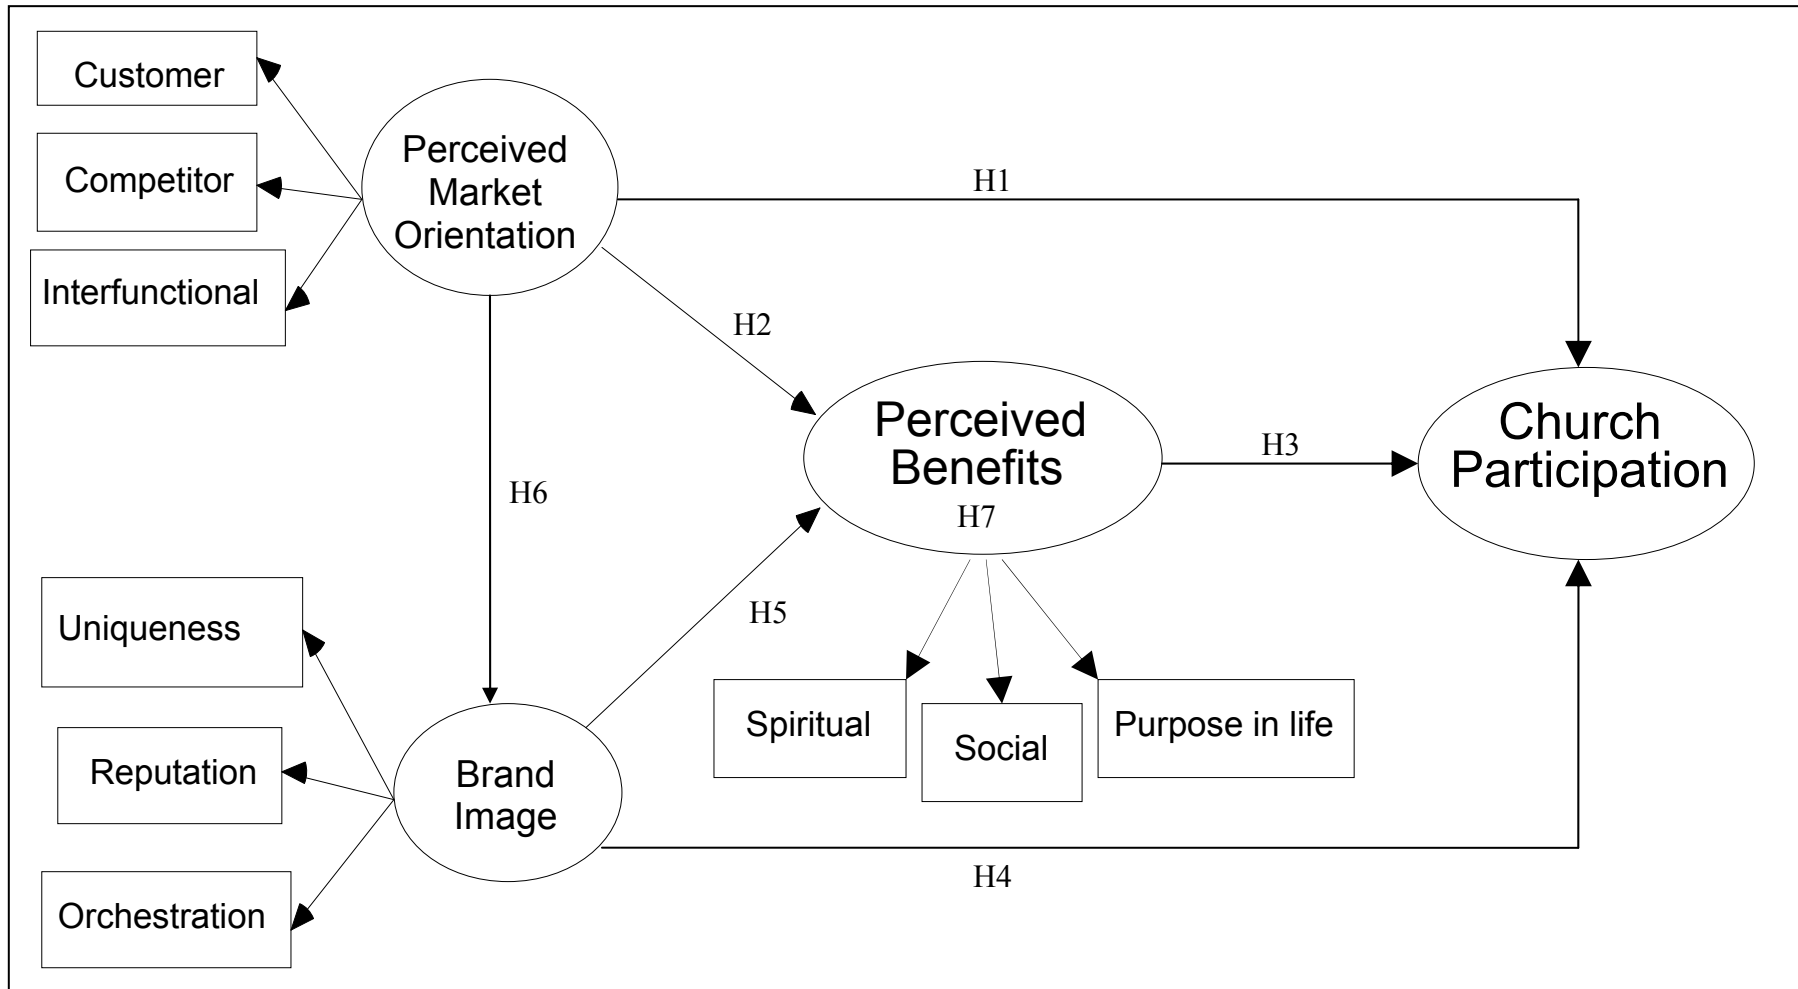 Customer
Competitor
Interfunctional
Perceived
Market
Orientation
H1
H2
H6
Perceived
Benefits
H7
H3
Church
Participation
H5
Uniqueness
Reputation
Orchestration
Brand
Image
Spiritual
Social
Purpose in life
H4